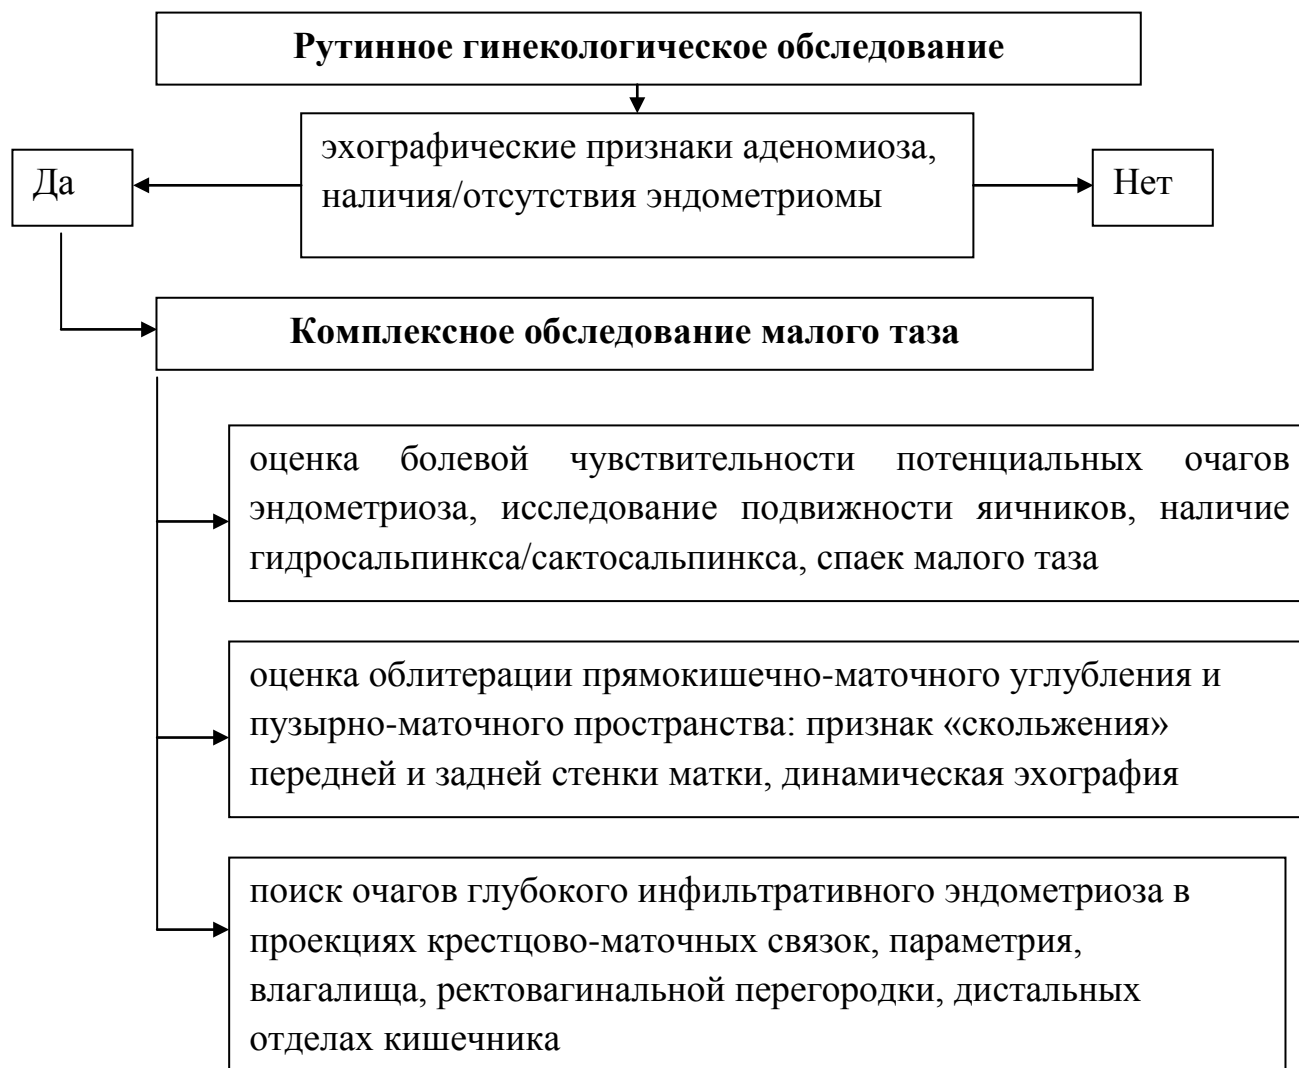 Рутинное гинекологическое обследование
эхографические признаки аденомиоза,
наличия/отсутствия эндометриомы
Да
Нет
Комплексное обследование малого таза
оценка болевой чувствительности потенциальных очагов
эндометриоза, исследование подвижности яичников, наличие
гидросальпинкса/сактосальпинкса, спаек малого таза
оценка облитерации прямокишечно-маточного углубления и
пузырно-маточного пространства: признак «скольжения»
передней и задней стенки матки, динамическая эхография
поиск очагов глубокого инфильтративного эндометриоза в
проекциях крестцово-маточных связок, параметрия,
влагалища, ректовагинальной перегородки, дистальных
отделах кишечника